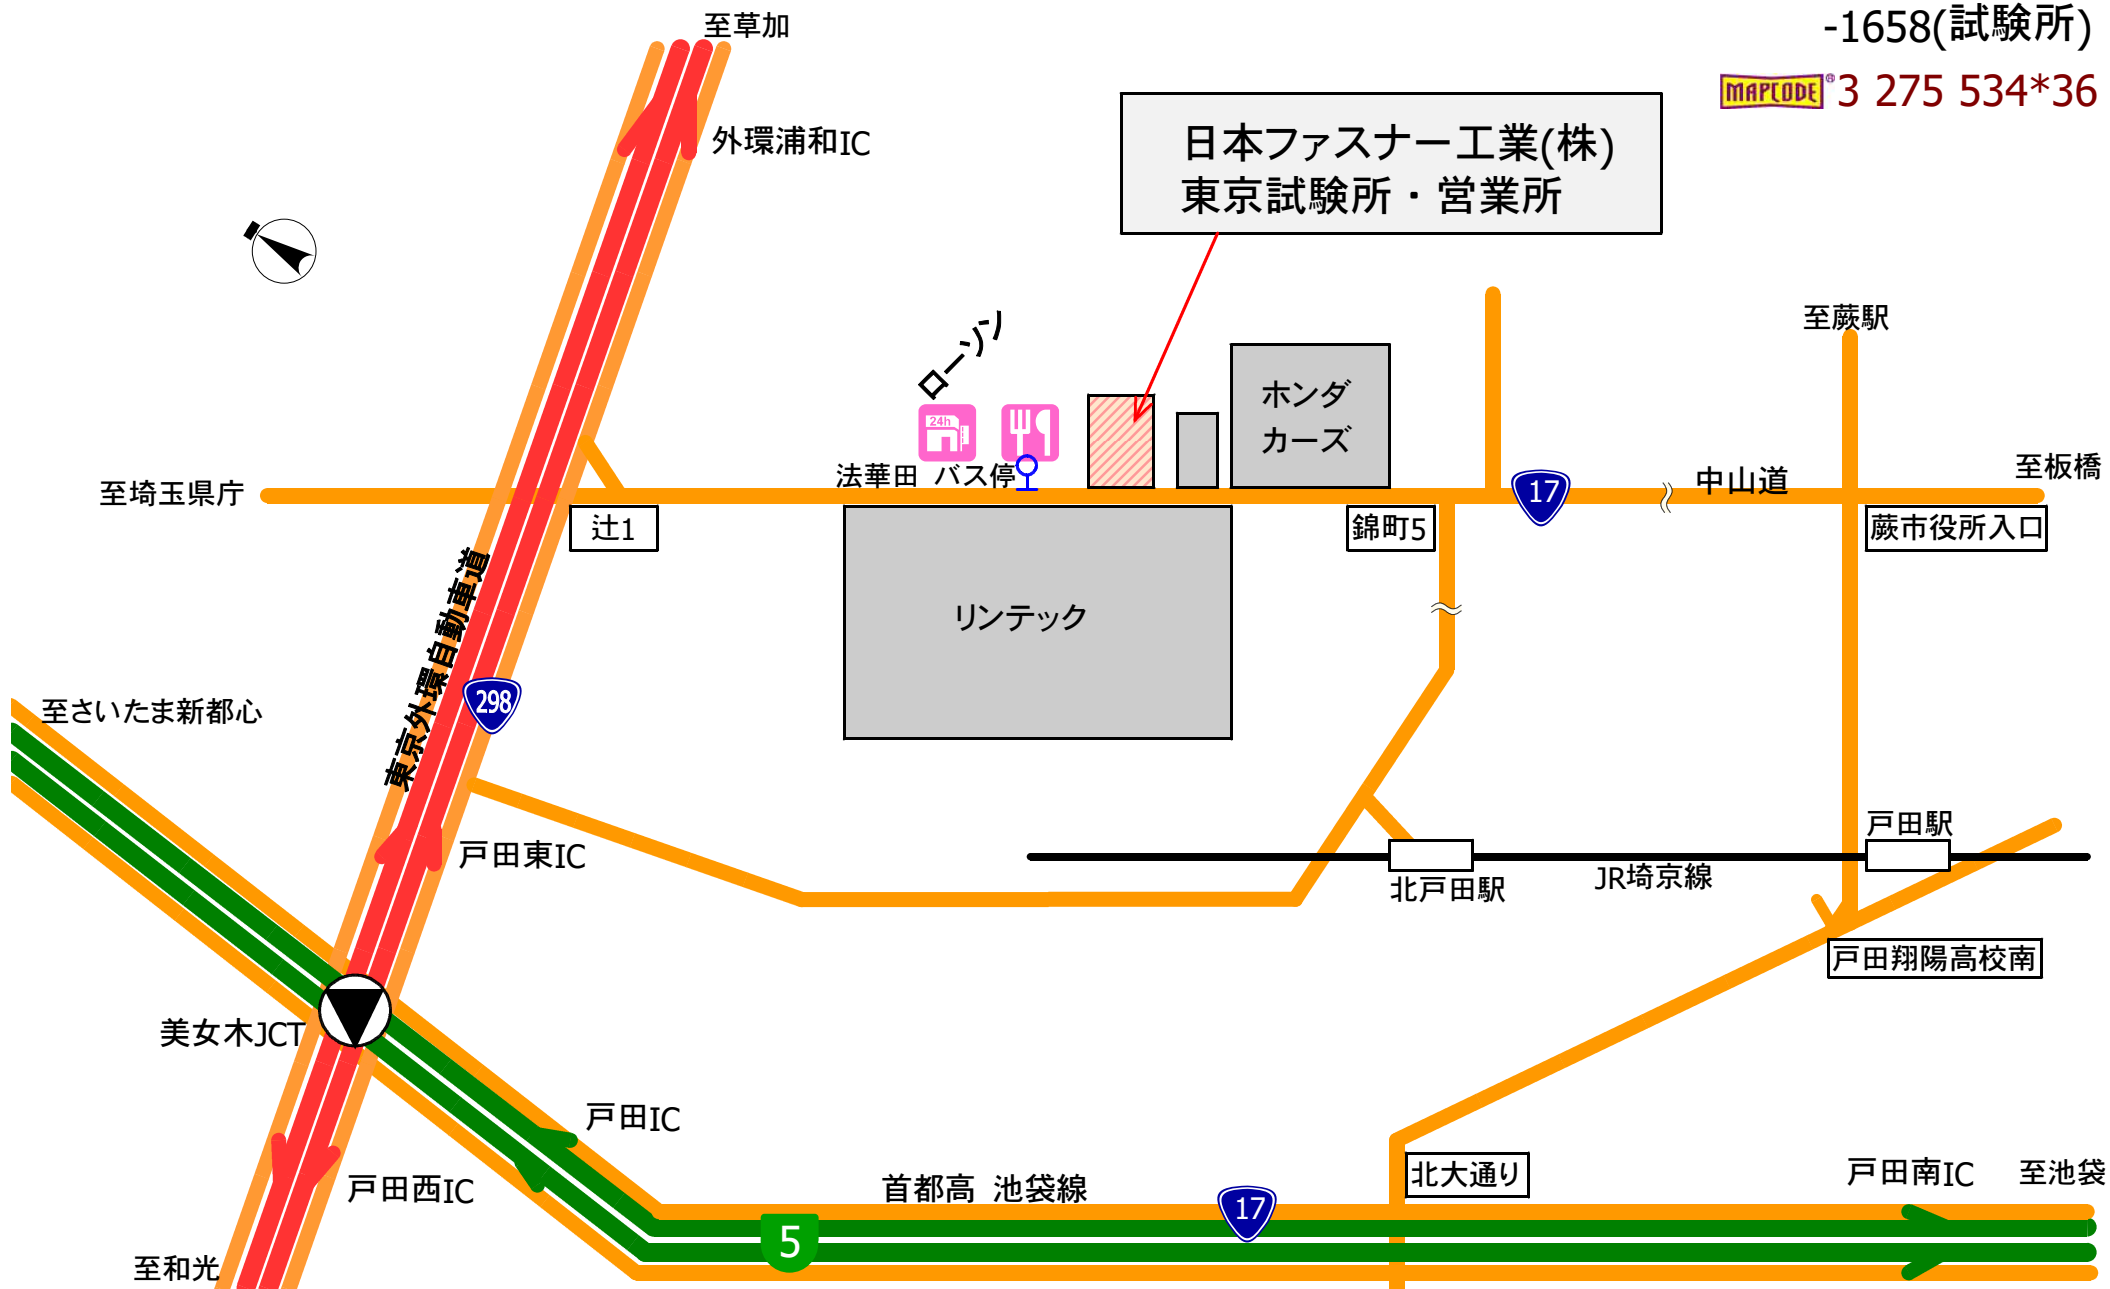 -1658(試験所)
MAPCODE® 3 275 534*36
至草加
外環浦和IC
日本ファスナー工業(株)
東京試験所・営業所
至蕨駅
ローソン
24h
ホンダ
カーズ
法華田 バス停
至埼玉県庁
17
中山道
至板橋
辻1
錦町5
蕨市役所入口
リンテック
東京外環自動車道
298
至さいたま新都心
戸田東IC
戸田駅
北戸田駅
JR埼京線
戸田翔陽高校南
美女木JCT
戸田IC
戸田西IC
首都高 池袋線
17
北大通り
戸田南IC
至池袋
5
至和光